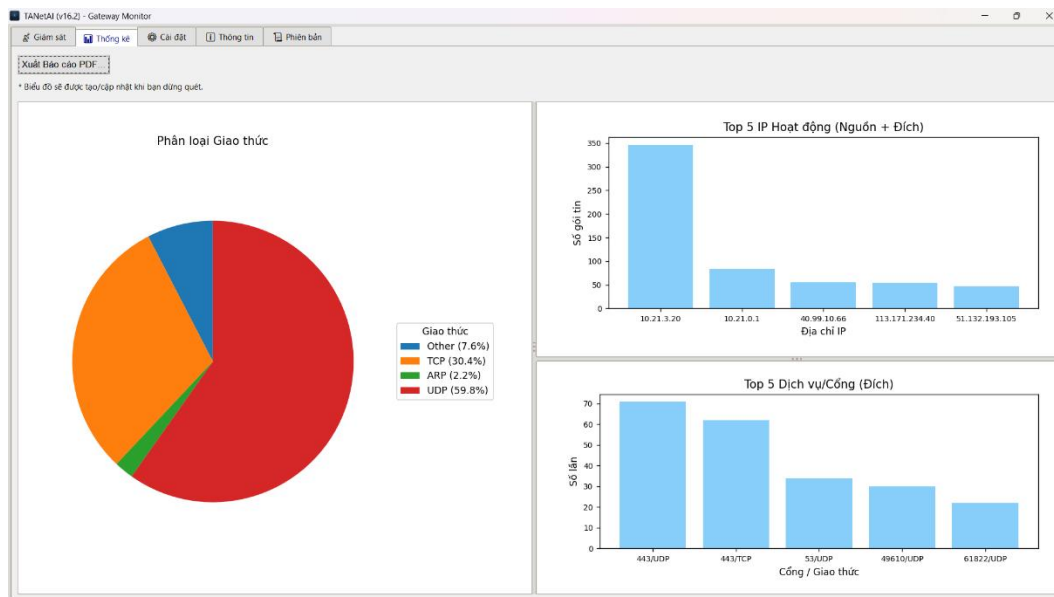 TANetAI (v16.2) - Gateway Monitor
Giám sát
Thống kê
Cài đặt
Thông tin
Phiên bản
Xuất Báo cáo PDF...
* Biểu đồ sẽ được tạo/cập nhật khi bạn dừng quét.
Phân loại Giao thức
Giao thức
Other (7.6%)
TCP (30.4%)
ARP (2.2%)
UDP (59.8%)
Top 5 IP Hoạt động (Nguồn + Đích)
Số gói tin
350
300
250
200
150
100
50
0
10.21.3.20
10.21.0.1
40.99.10.66
113.171.234.40
51.132.193.105
Địa chỉ IP
Top 5 Dịch vụ/Cổng (Đích)
Số lần
70
60
50
40
30
20
10
0
443/UDP
443/TCP
53/UDP
49610/UDP
61822/UDP
Cổng / Giao thức